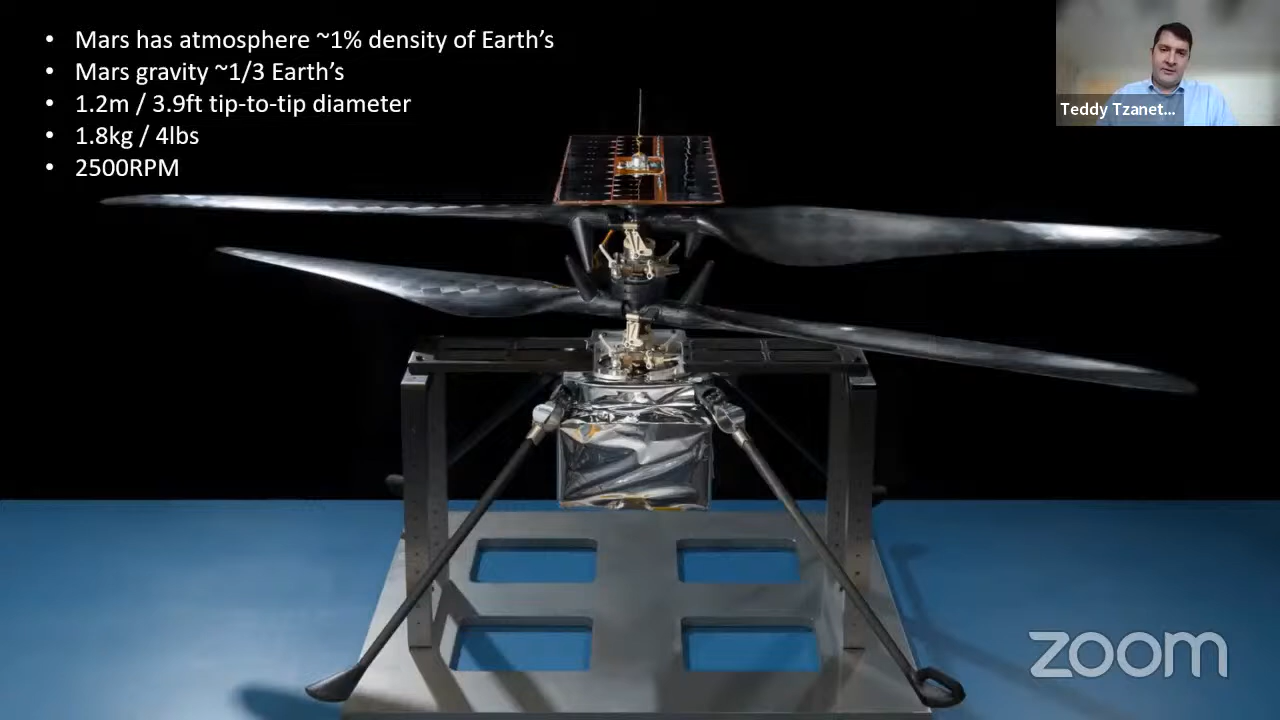 • Mars has atmosphere ~1% density of Earth’s
• Mars gravity ~1/3 Earth’s
• 1.2m / 3.9ft tip-to-tip diameter
• 1.8kg / 4lbs
• 2500RPM
Teddy Tzanet...
zoom